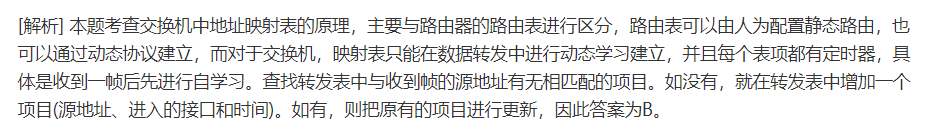 [解析] 本题考查交换机中地址映射表的原理，主要与路由器的路由表进行区分，路由表可以由人为配置静态路由，也
可以通过动态协议建立，而对于交换机，映射表只能在数据转发中进行动态学习建立，并且每个表项都有定时器，具
体是收到一帧后先进行自学习。查找转发表中与收到帧的源地址有无相匹配的项目。如没有，就在转发表中增加一个
项目(源地址、进入的接口和时间)。如有，则把原有的项目进行更新，因此答案为B。